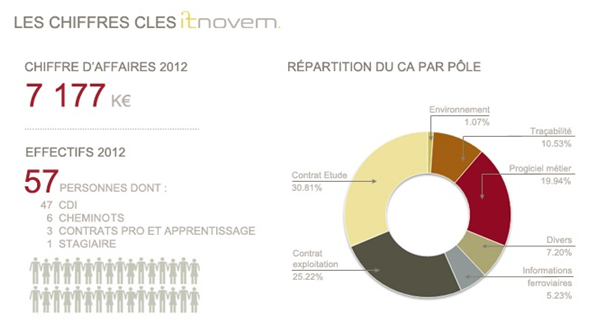 LES CHIFFRES CLES itnovem.
CHIFFRE D'AFFAIRES 2012
7 177 K€
EFFECTIFS 2012
57 PERSONNES DONT :
47 CDI
6 CHEMINOTS
3 CONTRATS PRO ET APPRENTISSAGE
1 STAGIAIRE
RÉPARTITION DU CA PAR PÔLE
Environnement
1.07%
Traçabilité
10.53%
Progiciel métier
19.94%
Divers
7.20%
Informations
ferroviaires
5.23%
Contrat
exploitation
25.22%
Contrat Etude
30.81%